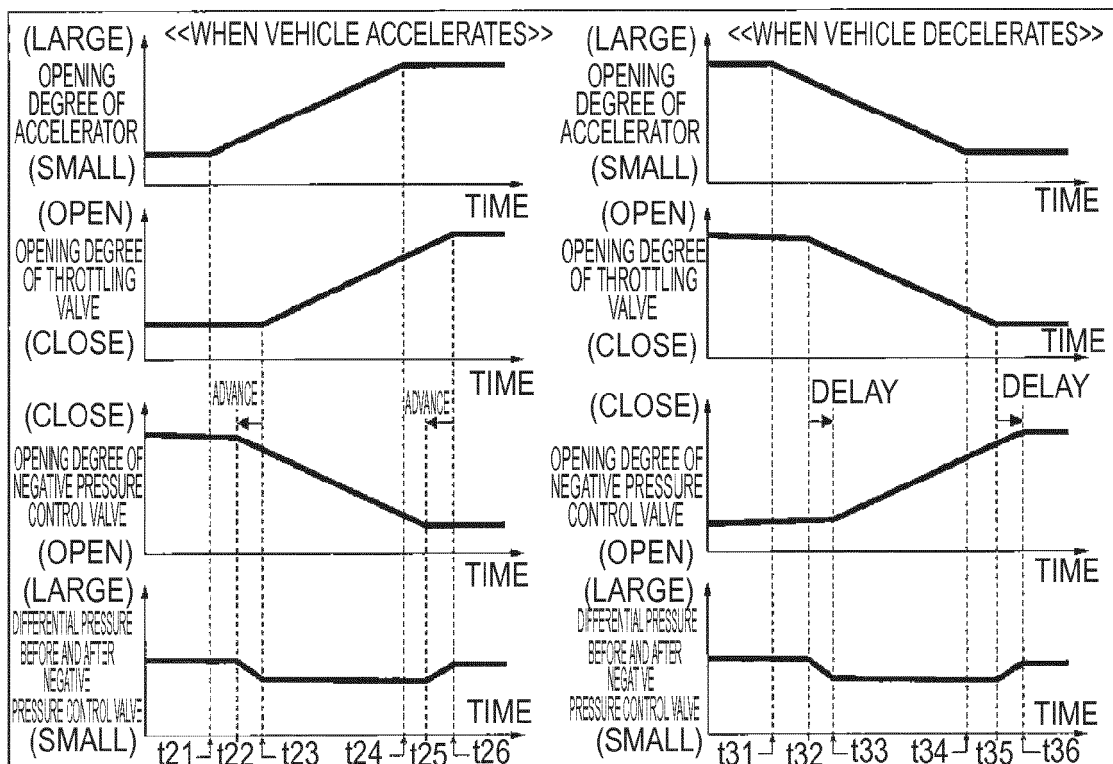 <<WHEN VEHICLE ACCELERATES>>
(LARGE)
OPENING
DEGREE OF
ACCELERATOR
(SMALL)
TIME
(OPEN)
OPENING DEGREE
OF THROTTLING
VALVE
(CLOSE)
TIME
ADVANCE
ADVANCE
(CLOSE)
OPENING DEGREE OF
NEGATIVE PRESSURE
CONTROL VALVE
(OPEN)
TIME
(LARGE)
DIFFERENTIAL PRESSURE
BEFORE AND AFTER
NEGATIVE
PRESSURE CONTROL VALVE
(SMALL)
TIME
t21 t22 t23 t24 t25 t26
<<WHEN VEHICLE DECELERATES>>
(LARGE)
OPENING
DEGREE OF
ACCELERATOR
(SMALL)
TIME
(OPEN)
OPENING DEGREE
OF THROTTLING
VALVE
(CLOSE)
TIME
DELAY
DELAY
(CLOSE)
OPENING DEGREE OF
NEGATIVE PRESSURE
CONTROL VALVE
(OPEN)
TIME
(LARGE)
DIFFERENTIAL PRESSURE
BEFORE AND AFTER
NEGATIVE
PRESSURE CONTROL VALVE
(SMALL)
TIME
t31 t32 t33 t34 t35 t36